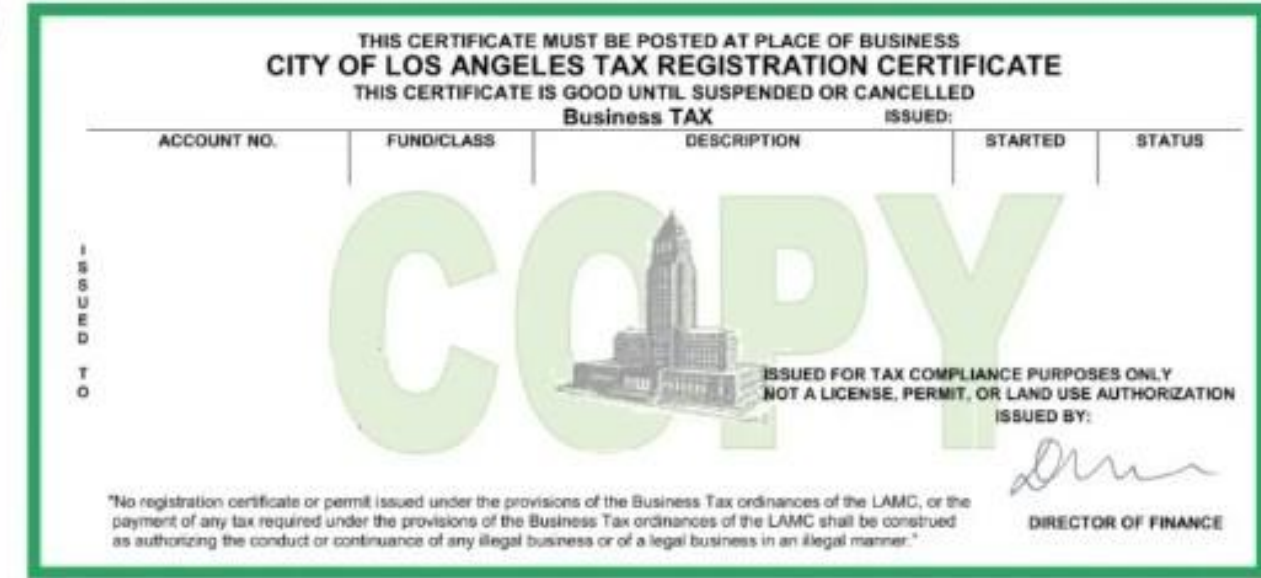 THIS CERTIFICATE MUST BE POSTED AT PLACE OF BUSINESS
CITY OF LOS ANGELES TAX REGISTRATION CERTIFICATE
THIS CERTIFICATE IS GOOD UNTIL SUSPENDED OR CANCELLED
Business TAX ISSUED:
ACCOUNT NO. FUND/CLASS DESCRIPTION STARTED STATUS
COPY
ISSUED TO
ISSUED FOR TAX COMPLIANCE PURPOSES ONLY
NOT A LICENSE, PERMIT, OR LAND USE AUTHORIZATION
ISSUED BY:
"No registration certificate or permit issued under the provisions of the Business Tax ordinances of the LAMC, or the
payment of any tax required under the provisions of the Business Tax ordinances of the LAMC shall be construed
as authorizing the conduct or continuance of any illegal business or of a legal business in an illegal manner."
DIRECTOR OF FINANCE